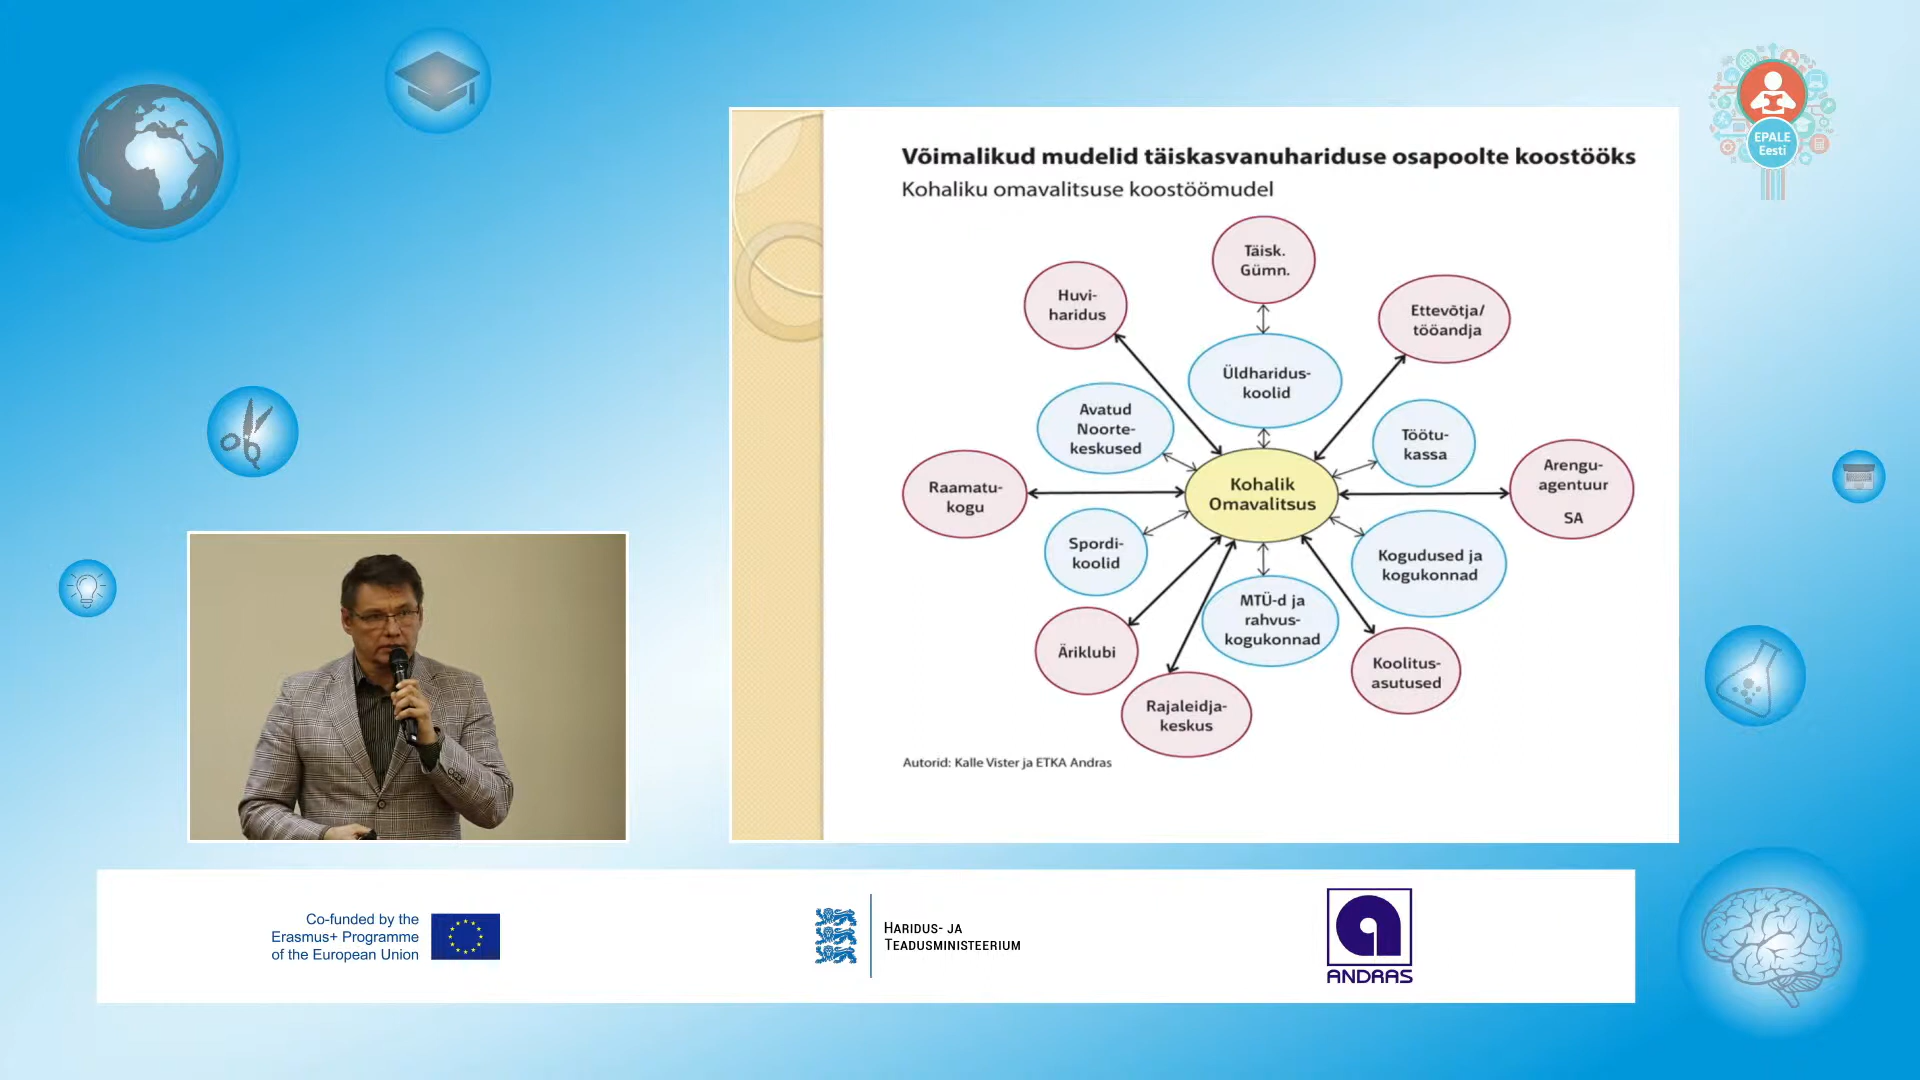 EPALE
Eesti
Võimalikud mudelid täiskasvanuhariduse osapoolte koostööks
Kohaliku omavalitsuse koostöömudel
Täisk.
Gümn.
Huvi-
haridus
Ettevõtja/
tööandja
Üldharidus-
koolid
Avatud
Noorte-
keskused
Töötu-
kassa
Raamatu-
kogu
Kohalik
Omavalitsus
Arengu-
agentuur
SA
Spordi-
koolid
Kogudused ja
kogukonnad
MTÜ-d ja
rahvus-
kogukonnad
Äriklubi
Koolitus-
asutused
Rajaleidja-
keskus
Autorid: Kalle Vister ja ETKA Andras
Co-funded by the
Erasmus+ Programme
of the European Union
HARIDUS- JA
TEADUSMINISTEERIUM
ANDRAS